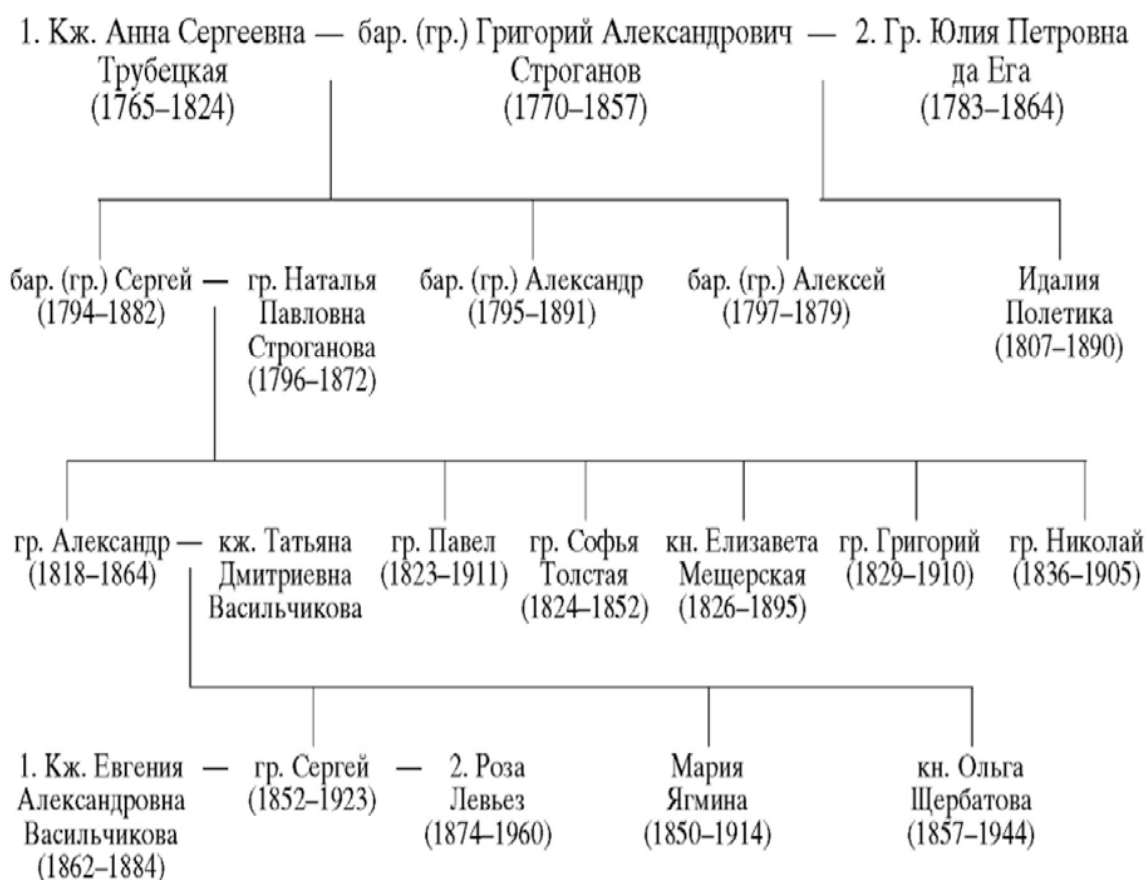 1. Кж. Анна Сергеевна — бар. (гр.) Григорий Александрович — 2. Гр. Юлия Петровна
Трубецкая Строганов да Ега
(1765–1824) (1770–1857) (1783–1864)
бар. (гр.) Сергей — гр. Наталья бар. (гр.) Александр бар. (гр.) Алексей Идалия
(1794–1882) Павловна (1795–1891) (1797–1879) Полетика
Строганова (1807–1890)
(1796–1872)
гр. Александр — кж. Татьяна гр. Павел гр. Софья кн. Елизавета гр. Григорий гр. Николай
(1818–1864) Дмитриевна (1823–1911) Толстая Мещерская (1829–1910) (1836–1905)
Васильчикова (1824–1852) (1826–1895)
1. Кж. Евгения — гр. Сергей — 2. Роза Мария кн. Ольга
Александровна (1852–1923) Левьез Ягмина Щербатова
Васильчикова (1874–1960) (1850–1914) (1857–1944)
(1862–1884)